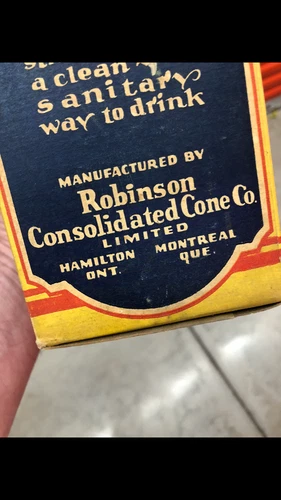 a clean
sanitary
way to drink
MANUFACTURED BY
Robinson
Consolidated Cone Co.
LIMITED
HAMILTON MONTREAL
ONT. QUE.